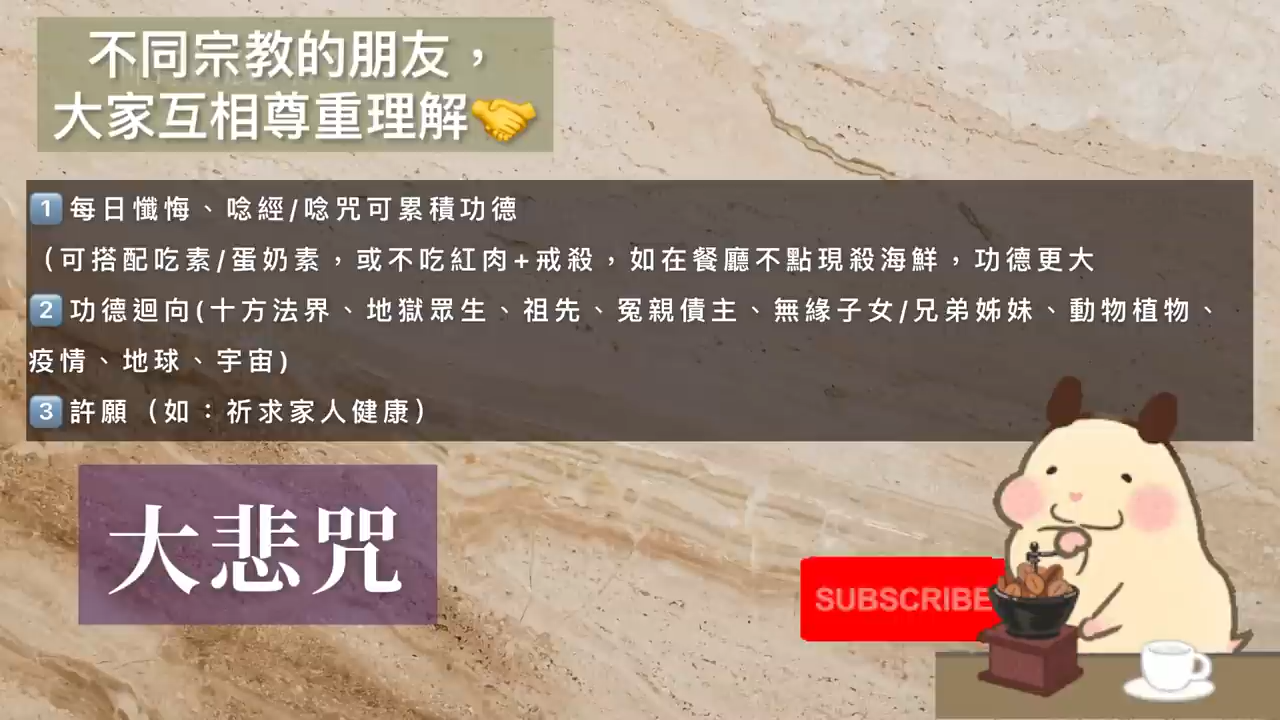 不同宗教的朋友，
大家互相尊重理解🤝
1️⃣每日懺悔、唸經/唸咒可累積功德
（可搭配吃素/蛋奶素，或不吃紅肉+戒殺，如在餐廳不點現殺海鮮，功德更大
2️⃣功德迴向(十方法界、地獄眾生、祖先、冤親債主、無緣子女/兄弟姊妹、動物植物、
疫情、地球、宇宙)
3️⃣許願（如：祈求家人健康）
大悲咒
SUBSCRIBE